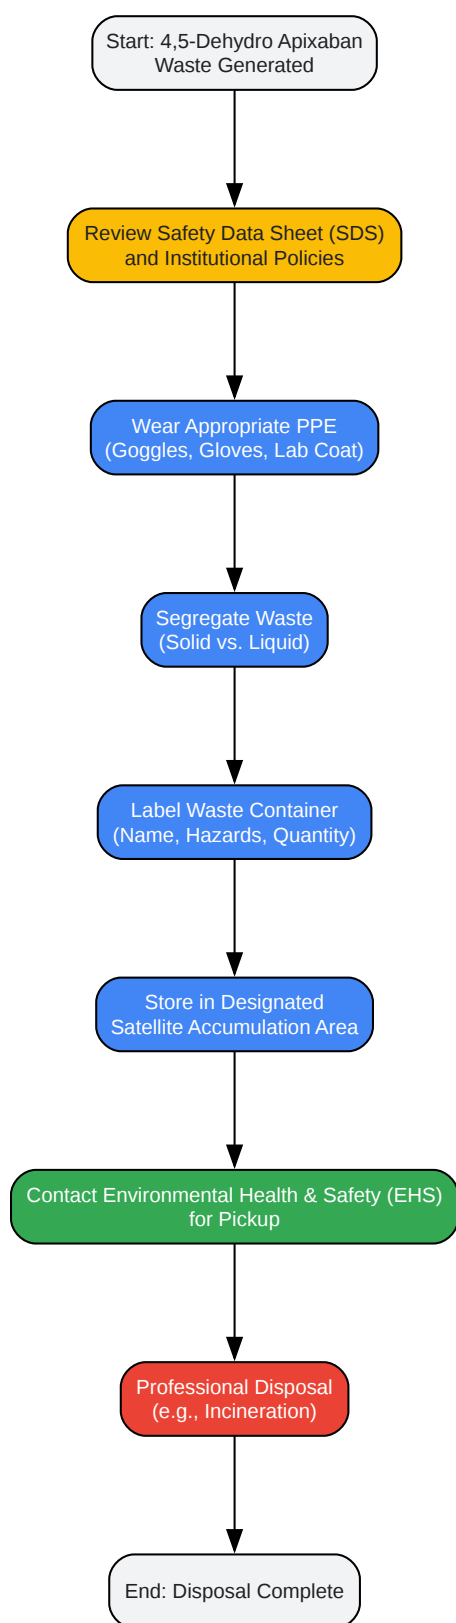 Start: 4,5-Dehydro Apixaban
Waste Generated
Review Safety Data Sheet (SDS)
and Institutional Policies
Wear Appropriate PPE
(Goggles, Gloves, Lab Coat)
Segregate Waste
(Solid vs. Liquid)
Label Waste Container
(Name, Hazards, Quantity)
Store in Designated
Satellite Accumulation Area
Contact Environmental Health & Safety (EHS)
for Pickup
Professional Disposal
(e.g., Incineration)
End: Disposal Complete